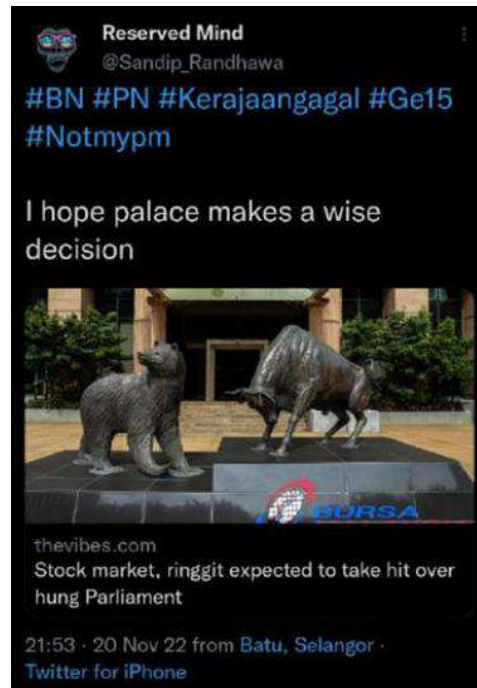 Reserved Mind
@Sandip_Randhawa
#BN #PN #Kerajaangagal #Ge15
#Notmypm
I hope palace makes a wise
decision
BURSA
thevibes.com
Stock market, ringgit expected to take hit over
hung Parliament
21:53 · 20 Nov 22 from Batu, Selangor ·
Twitter for iPhone